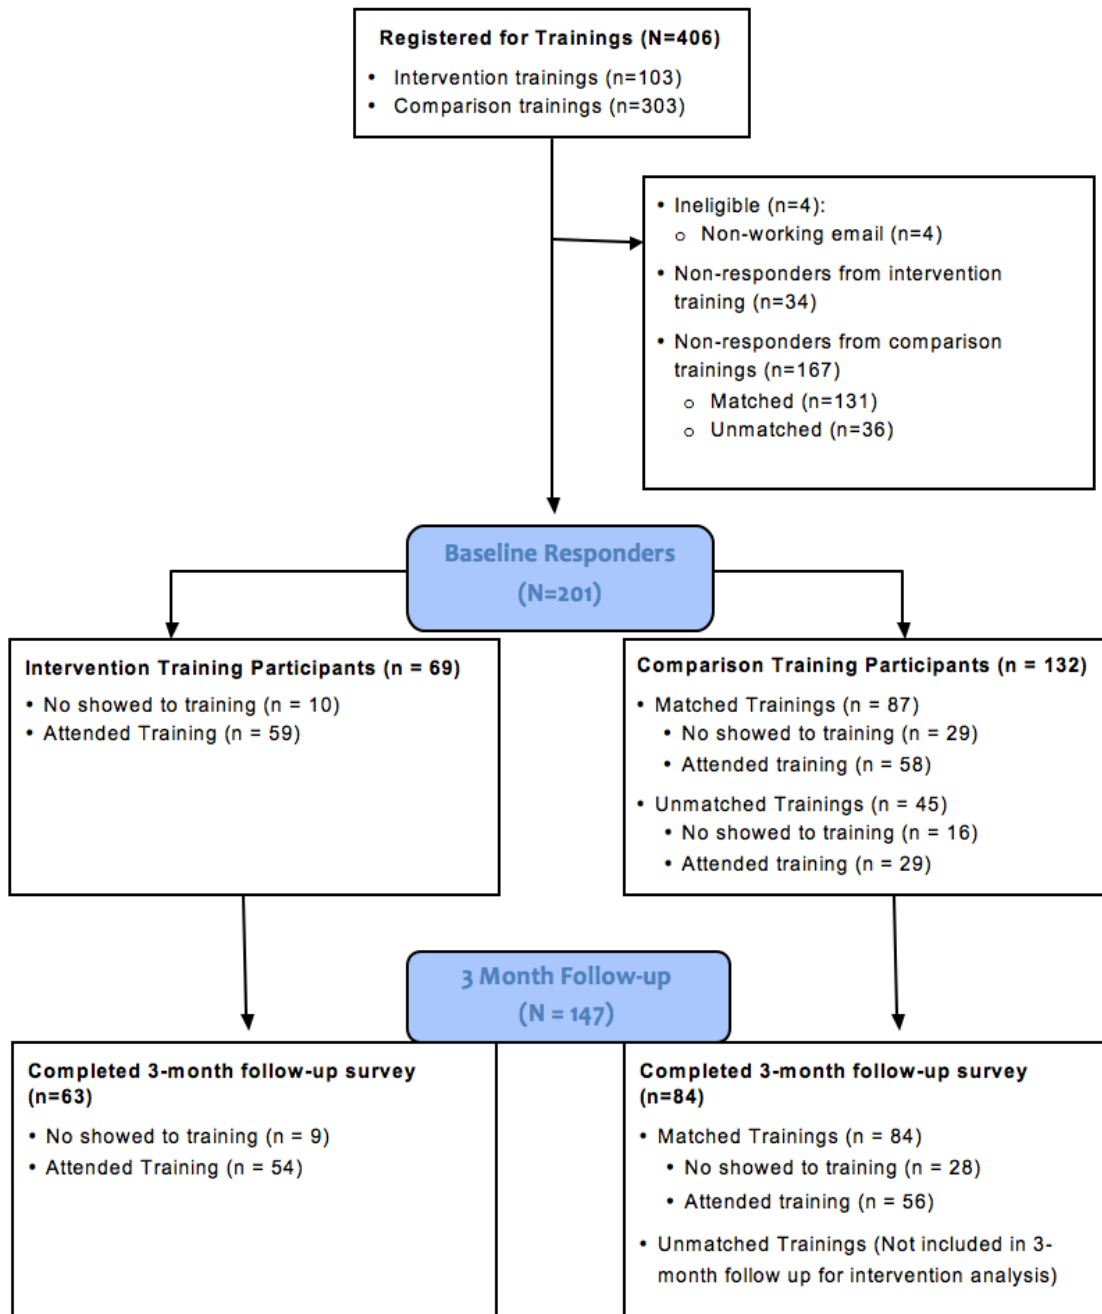 Registered for Trainings (N=406)
• Intervention trainings (n=103)
• Comparison trainings (n=303)
• Ineligible (n=4):
o Non-working email (n=4)
• Non-responders from intervention
training (n=34)
• Non-responders from comparison
trainings (n=167)
o Matched (n=131)
o Unmatched (n=36)
Baseline Responders
(N=201)
Intervention Training Participants (n = 69)
• No showed to training (n = 10)
• Attended Training (n = 59)
Comparison Training Participants (n = 132)
• Matched Trainings (n = 87)
• No showed to training (n = 29)
• Attended training (n = 58)
• Unmatched Trainings (n = 45)
• No showed to training (n = 16)
• Attended training (n = 29)
3 Month Follow-up
(N = 147)
Completed 3-month follow-up survey
(n=63)
• No showed to training (n = 9)
• Attended Training (n = 54)
Completed 3-month follow-up survey
(n=84)
• Matched Trainings (n = 84)
• No showed to training (n = 28)
• Attended training (n = 56)
• Unmatched Trainings (Not included in 3-
month follow up for intervention analysis)